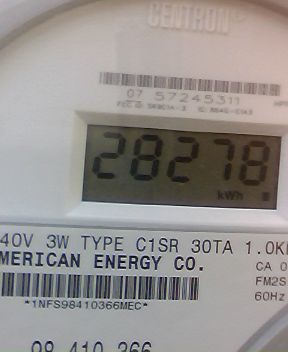 CENTRON
07 57245311
28278
kWh
40V 3W TYPE C1SR 30TA 1.0K
MERICAN ENERGY CO.
CA 0
FM2S
60Hz
*1NFS98410366MEC*
98 410 366